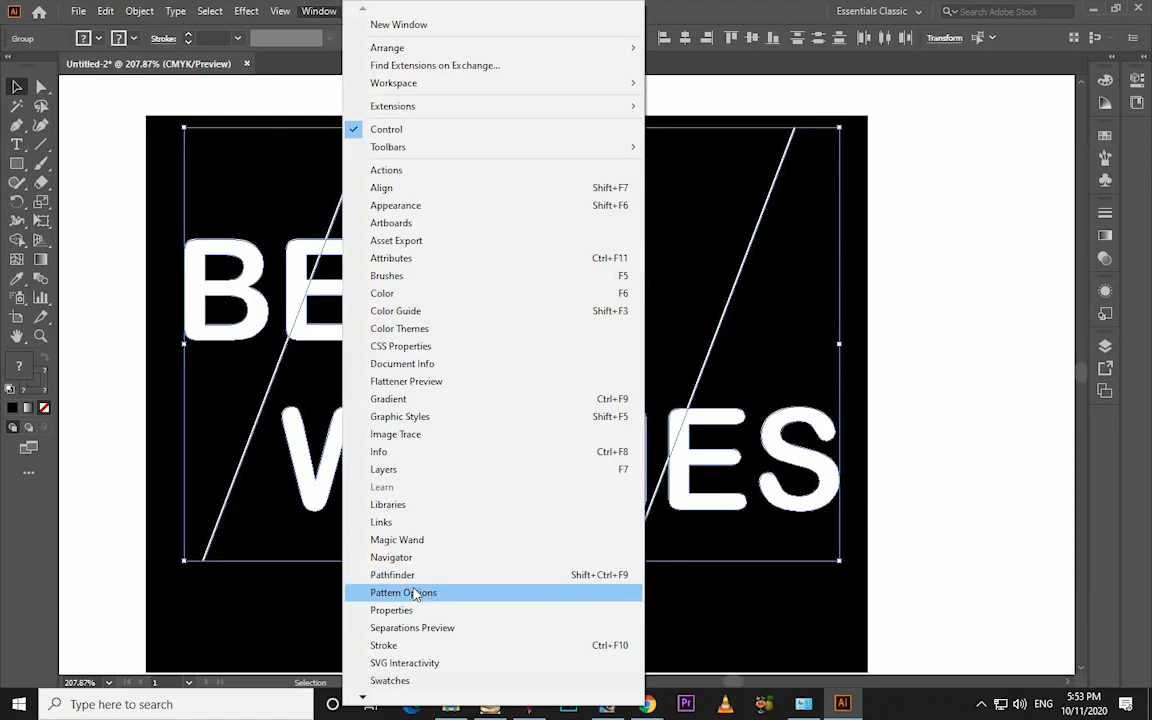 Ai File Edit Object Type Select Effect View Window Essentials Classic Search Adobe Stock
Group ? ? Stroke: Transform
Untitled-2* @ 207.87% (CMYK/Preview) ×
New Window
Arrange
Find Extensions on Exchange...
Workspace
Extensions
Control
Toolbars
Actions
Align Shift+F7
Appearance Shift+F6
Artboards
Asset Export
Attributes Ctrl+F11
Brushes F5
Color F6
Color Guide Shift+F3
Color Themes
CSS Properties
Document Info
Flattener Preview
Gradient Ctrl+F9
Graphic Styles Shift+F5
Image Trace
Info Ctrl+F8
Layers F7
Learn
Libraries
Links
Magic Wand
Navigator
Pathfinder Shift+Ctrl+F9
Pattern Options
Properties
Separations Preview
Stroke Ctrl+F10
SVG Interactivity
Swatches
BE
W ES
?
207.87% 1 Selection
Type here to search Pr Ai ENG 5:53 PM
10/11/2020